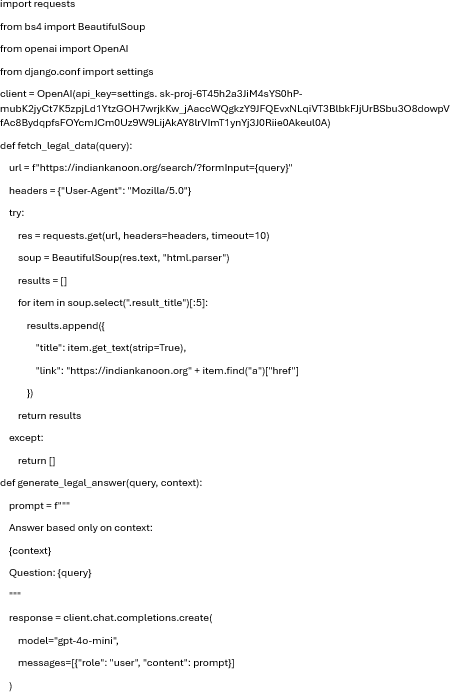 import requests
from bs4 import BeautifulSoup
from openai import OpenAI
from django.conf import settings
client = OpenAI(api_key=settings.
def fetch_legal_data(query):
url = f"https://indiankanoon.org/search/?formInput={query}"
headers = {"User-Agent": "Mozilla/5.0"}
try:
res = requests.get(url, headers=headers, timeout=10)
soup = BeautifulSoup(res.text, "html.parser")
results = []
for item in soup.select(".result_title")[:5]:
results.append({
"title": item.get_text(strip=True),
"link": "https://indiankanoon.org" + item.find("a")["href"]
})
return results
except:
return []
def generate_legal_answer(query, context):
prompt = f"""
Answer based only on context:
{context}
Question: {query}
"""
response = client.chat.completions.create(
model="gpt-4o-mini",
messages=[{"role": "user", "content": prompt}]
)